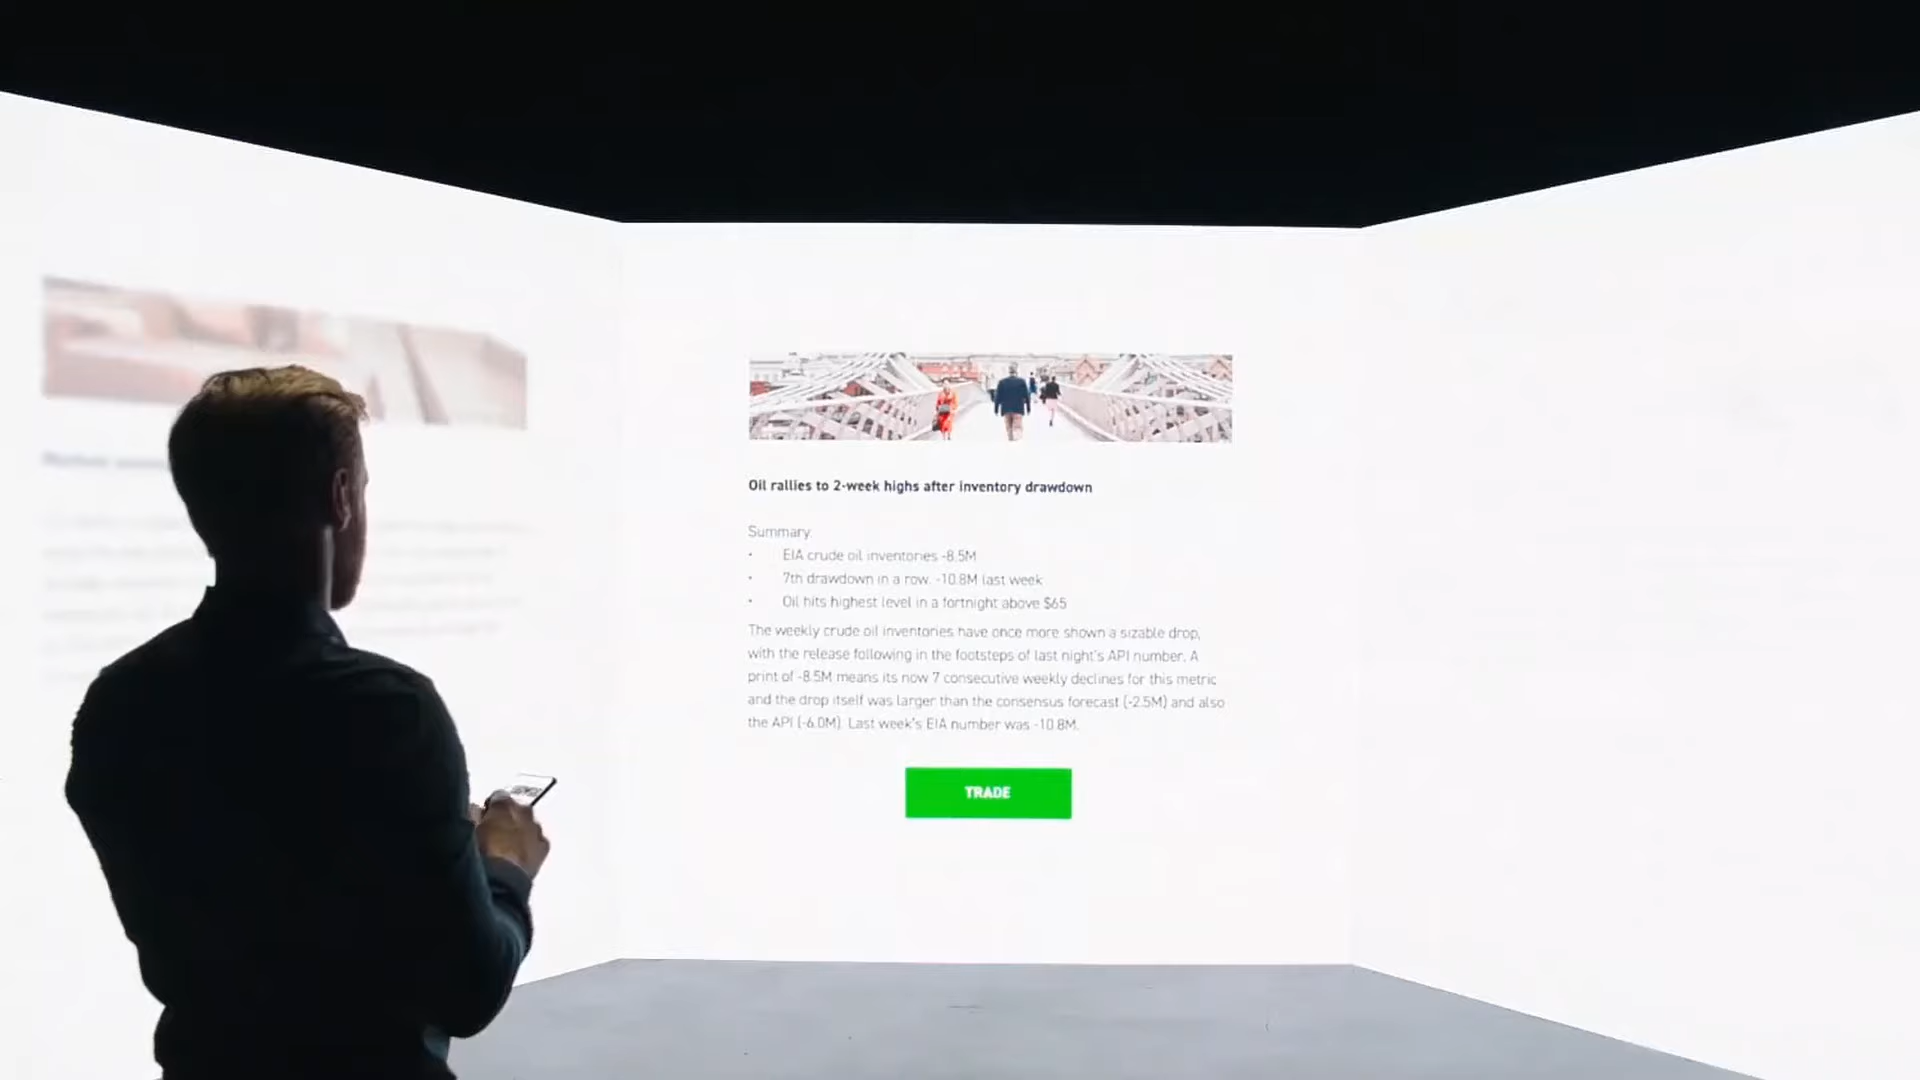 Oil rallies to 2-week highs after inventory drawdown
Summary:
• EIA crude oil inventories -8.5M
• 7th drawdown in a row. -10.8M last week
• Oil hits highest level in a fortnight above $65
The weekly crude oil inventories have once more shown a sizable drop,
with the release following in the footsteps of last night's API number. A
print of -8.5M means its now 7 consecutive weekly declines for this metric
and the drop itself was larger than the consensus forecast (-2.5M) and also
the API (-6.0M). Last week's EIA number was -10.8M.
TRADE